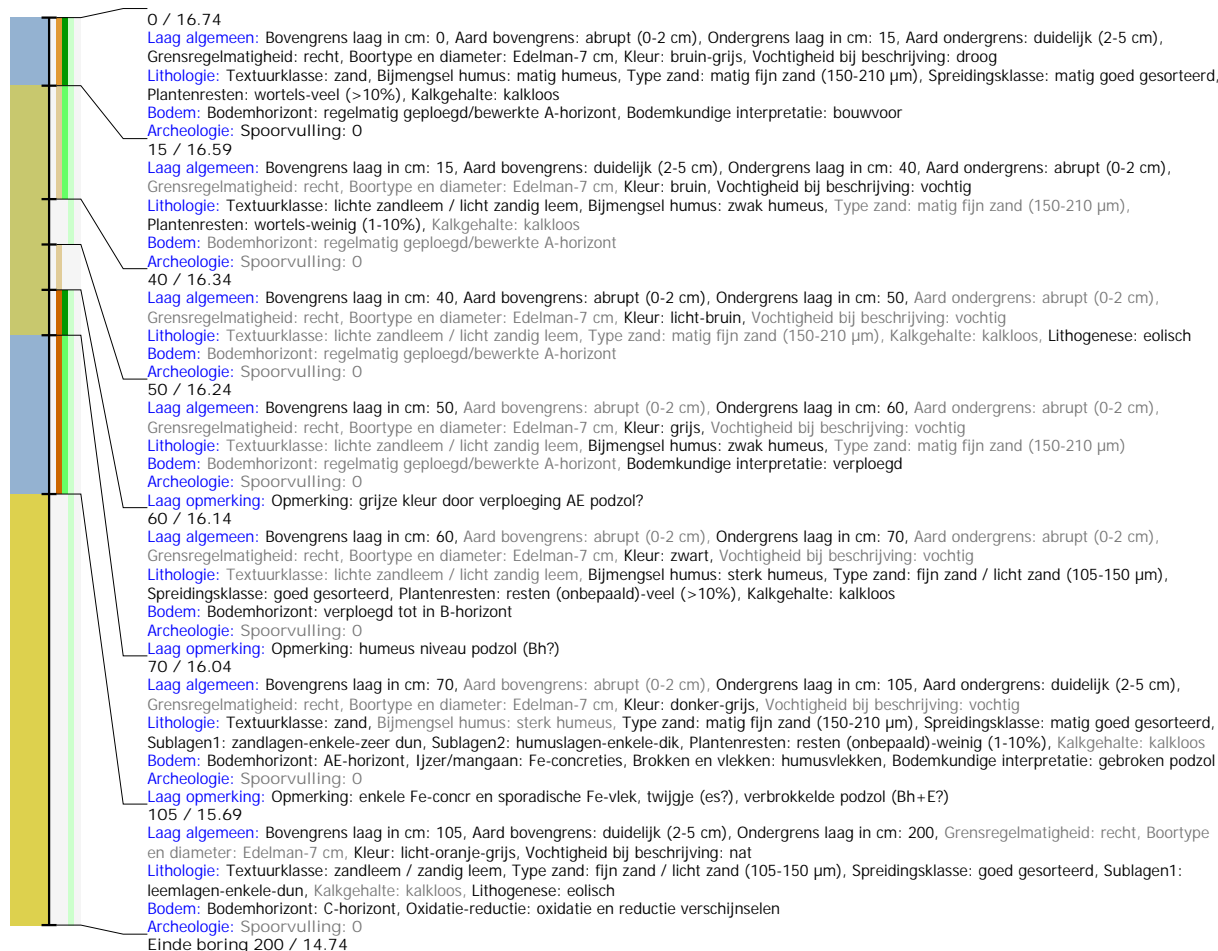 0 / 16.74
Laag algemeen: Bovengrens laag in cm: 0, Aard bovengrens: abrupt (0-2 cm), Ondergrens laag in cm: 15, Aard ondergrens: duidelijk (2-5 cm),
Grensregelmatigheid: recht, Boortype en diameter: Edelman-7 cm, Kleur: bruin-grijs, Vochtigheid bij beschrijving: droog
Lithologie: Textuurklasse: zand, Bijmengsel humus: matig humeus, Type zand: matig fijn zand (150-210 µm), Spreidingsklasse: matig goed gesorteerd,
Plantenresten: wortels-veel (>10%), Kalkgehalte: kalkloos
Bodem: Bodemhorizont: regelmatig geploegd/bewerkte A-horizont, Bodemkundige interpretatie: bouwvoor
Archeologie: Spoorvulling: 0
15 / 16.59
Laag algemeen: Bovengrens laag in cm: 15, Aard bovengrens: duidelijk (2-5 cm), Ondergrens laag in cm: 40, Aard ondergrens: abrupt (0-2 cm),
Grensregelmatigheid: recht, Boortype en diameter: Edelman-7 cm, Kleur: bruin, Vochtigheid bij beschrijving: vochtig
Lithologie: Textuurklasse: lichte zandleem / licht zandig leem, Bijmengsel humus: zwak humeus, Type zand: matig fijn zand (150-210 µm),
Plantenresten: wortels-weinig (1-10%), Kalkgehalte: kalkloos
Bodem: Bodemhorizont: regelmatig geploegd/bewerkte A-horizont
Archeologie: Spoorvulling: 0
40 / 16.34
Laag algemeen: Bovengrens laag in cm: 40, Aard bovengrens: abrupt (0-2 cm), Ondergrens laag in cm: 50, Aard ondergrens: abrupt (0-2 cm),
Grensregelmatigheid: recht, Boortype en diameter: Edelman-7 cm, Kleur: licht-bruin, Vochtigheid bij beschrijving: vochtig
Lithologie: Textuurklasse: lichte zandleem / licht zandig leem, Type zand: matig fijn zand (150-210 µm), Kalkgehalte: kalkloos, Lithogenese: eolisch
Bodem: Bodemhorizont: regelmatig geploegd/bewerkte A-horizont
Archeologie: Spoorvulling: 0
50 / 16.24
Laag algemeen: Bovengrens laag in cm: 50, Aard bovengrens: abrupt (0-2 cm), Ondergrens laag in cm: 60, Aard ondergrens: abrupt (0-2 cm),
Grensregelmatigheid: recht, Boortype en diameter: Edelman-7 cm, Kleur: grijs, Vochtigheid bij beschrijving: vochtig
Lithologie: Textuurklasse: lichte zandleem / licht zandig leem, Bijmengsel humus: zwak humeus, Type zand: matig fijn zand (150-210 µm)
Bodem: Bodemhorizont: regelmatig geploegd/bewerkte A-horizont, Bodemkundige interpretatie: verploegd
Archeologie: Spoorvulling: 0
Laag opmerking: Opmerking: grijze kleur door verploeging AE podzol?
60 / 16.14
Laag algemeen: Bovengrens laag in cm: 60, Aard bovengrens: abrupt (0-2 cm), Ondergrens laag in cm: 70, Aard ondergrens: abrupt (0-2 cm),
Grensregelmatigheid: recht, Boortype en diameter: Edelman-7 cm, Kleur: zwart, Vochtigheid bij beschrijving: vochtig
Lithologie: Textuurklasse: lichte zandleem / licht zandig leem, Bijmengsel humus: sterk humeus, Type zand: fijn zand / licht zand (105-150 µm),
Spreidingsklasse: goed gesorteerd, Plantenresten: resten (onbepaald)-veel (>10%), Kalkgehalte: kalkloos
Bodem: Bodemhorizont: verploegd tot in B-horizont
Archeologie: Spoorvulling: 0
Laag opmerking: Opmerking: humeus niveau podzol (Bh?)
70 / 16.04
Laag algemeen: Bovengrens laag in cm: 70, Aard bovengrens: abrupt (0-2 cm), Ondergrens laag in cm: 105, Aard ondergrens: duidelijk (2-5 cm),
Grensregelmatigheid: recht, Boortype en diameter: Edelman-7 cm, Kleur: donker-grijs, Vochtigheid bij beschrijving: vochtig
Lithologie: Textuurklasse: zand, Bijmengsel humus: sterk humeus, Type zand: matig fijn zand (150-210 µm), Spreidingsklasse: matig goed gesorteerd,
Sublagen1: zandlagen-enkele-zeer dun, Sublagen2: humuslagen-enkele-dik, Plantenresten: resten (onbepaald)-weinig (1-10%), Kalkgehalte: kalkloos
Bodem: Bodemhorizont: AE-horizont, Ijzer/mangaan: Fe-concreties, Brokken en vlekken: humusvlekken, Bodemkundige interpretatie: gebroken podzol
Archeologie: Spoorvulling: 0
Laag opmerking: Opmerking: enkele Fe-concr en sporadische Fe-vlek, twijgje (es?), verbrokkelde podzol (Bh+E?)
105 / 15.69
Laag algemeen: Bovengrens laag in cm: 105, Aard bovengrens: duidelijk (2-5 cm), Ondergrens laag in cm: 200, Grensregelmatigheid: recht, Boortype
en diameter: Edelman-7 cm, Kleur: licht-oranje-grijs, Vochtigheid bij beschrijving: nat
Lithologie: Textuurklasse: zandleem / zandig leem, Type zand: fijn zand / licht zand (105-150 µm), Spreidingsklasse: goed gesorteerd, Sublagen1:
leemlagen-enkele-dun, Kalkgehalte: kalkloos, Lithogenese: eolisch
Bodem: Bodemhorizont: C-horizont, Oxidatie-reductie: oxidatie en reductie verschijnselen
Archeologie: Spoorvulling: 0
Einde boring 200 / 14.74